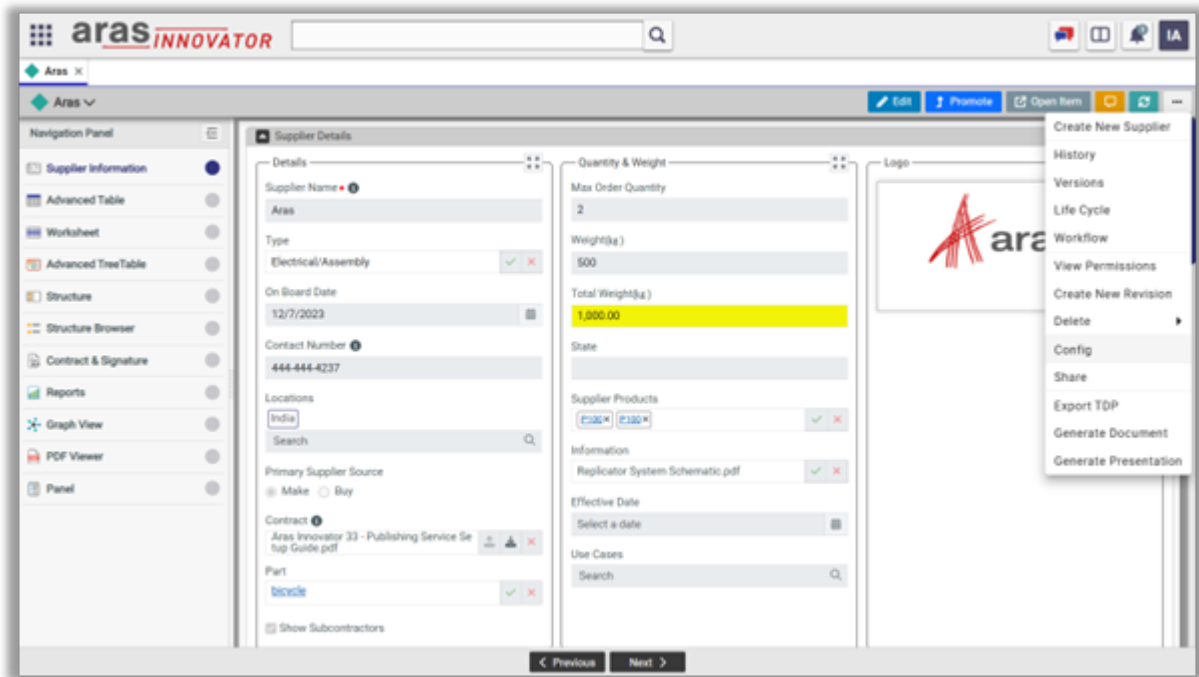 aras INNOVATOR
IA
Aras ×
Aras
Edit
Promote
Open Item
Navigation Panel
Supplier Information
Advanced Table
Worksheet
Advanced TreeTable
Structure
Structure Browser
Contract & Signature
Reports
Graph View
PDF Viewer
Panel
Supplier Details
Details
Supplier Name
Aras
Type
Electrical/Assembly
On Board Date
12/7/2023
Contact Number
444-444-4237
Locations
India
Search
Primary Supplier Source
Make
Buy
Contract
Aras Innovator 33 - Publishing Service Se
tup Guide.pdf
Part
bicycle
Show Subcontractors
Quantity & Weight
Max Order Quantity
2
Weight(kg)
500
Total Weight(kg)
1,000.00
State
Supplier Products
P100× P100×
Information
Replicator System Schematic.pdf
Effective Date
Select a date
Use Cases
Search
Logo
ara
Create New Supplier
History
Versions
Life Cycle
Workflow
View Permissions
Create New Revision
Delete
Config
Share
Export TDP
Generate Document
Generate Presentation
< Previous
Next >